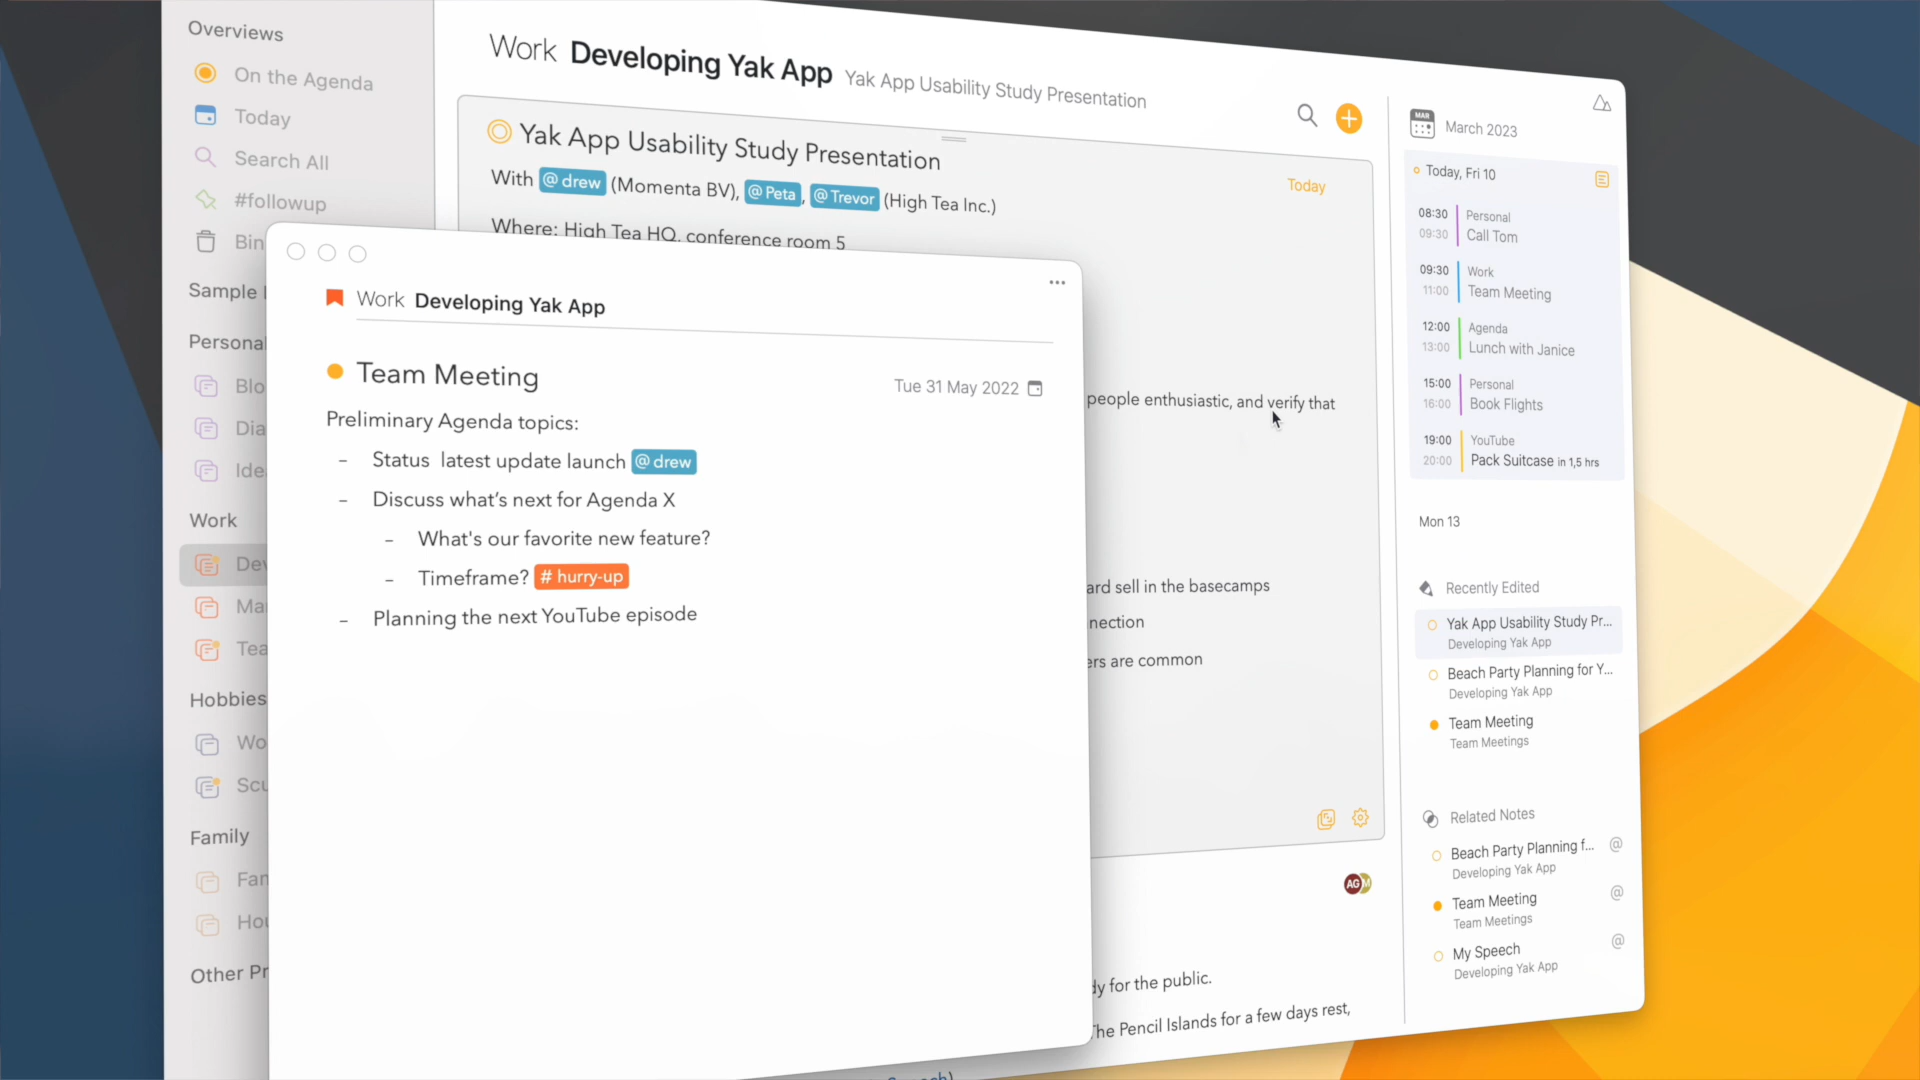 Overviews
On the Agenda
Today
Search All
#followup
Bin
Sample
Personal
Work
Hobbies
Family
Other
Work Developing Yak App Yak App Usability Study Presentation
Yak App Usability Study Presentation
Today
With @drew (Momenta BV), @Peta, @Trevor (High Tea Inc.)
Where: High Tea HQ, conference room 5
people enthusiastic, and verify that
sell in the basecamps
are common
for the public.
The Pencil Islands for a few days rest,
AG M
Work Developing Yak App
Team Meeting
Tue 31 May 2022
Preliminary Agenda topics:
- Status latest update launch @drew
- Discuss what's next for Agenda X
- What's our favorite new feature?
- Timeframe? # hurry-up
- Planning the next YouTube episode
MAR
March 2023
Today, Fri 10
08:30 Personal
09:30 Call Tom
09:30 Work
11:00 Team Meeting
12:00 Agenda
13:00 Lunch with Janice
15:00 Personal
16:00 Book Flights
19:00 YouTube
20:00 Pack Suitcase in 1,5 hrs
Mon 13
Recently Edited
Yak App Usability Study Pr...
Developing Yak App
Beach Party Planning for Y...
Developing Yak App
Team Meeting
Team Meetings
Related Notes
Beach Party Planning f... @
Developing Yak App
Team Meeting @
Team Meetings
My Speech @
Developing Yak App